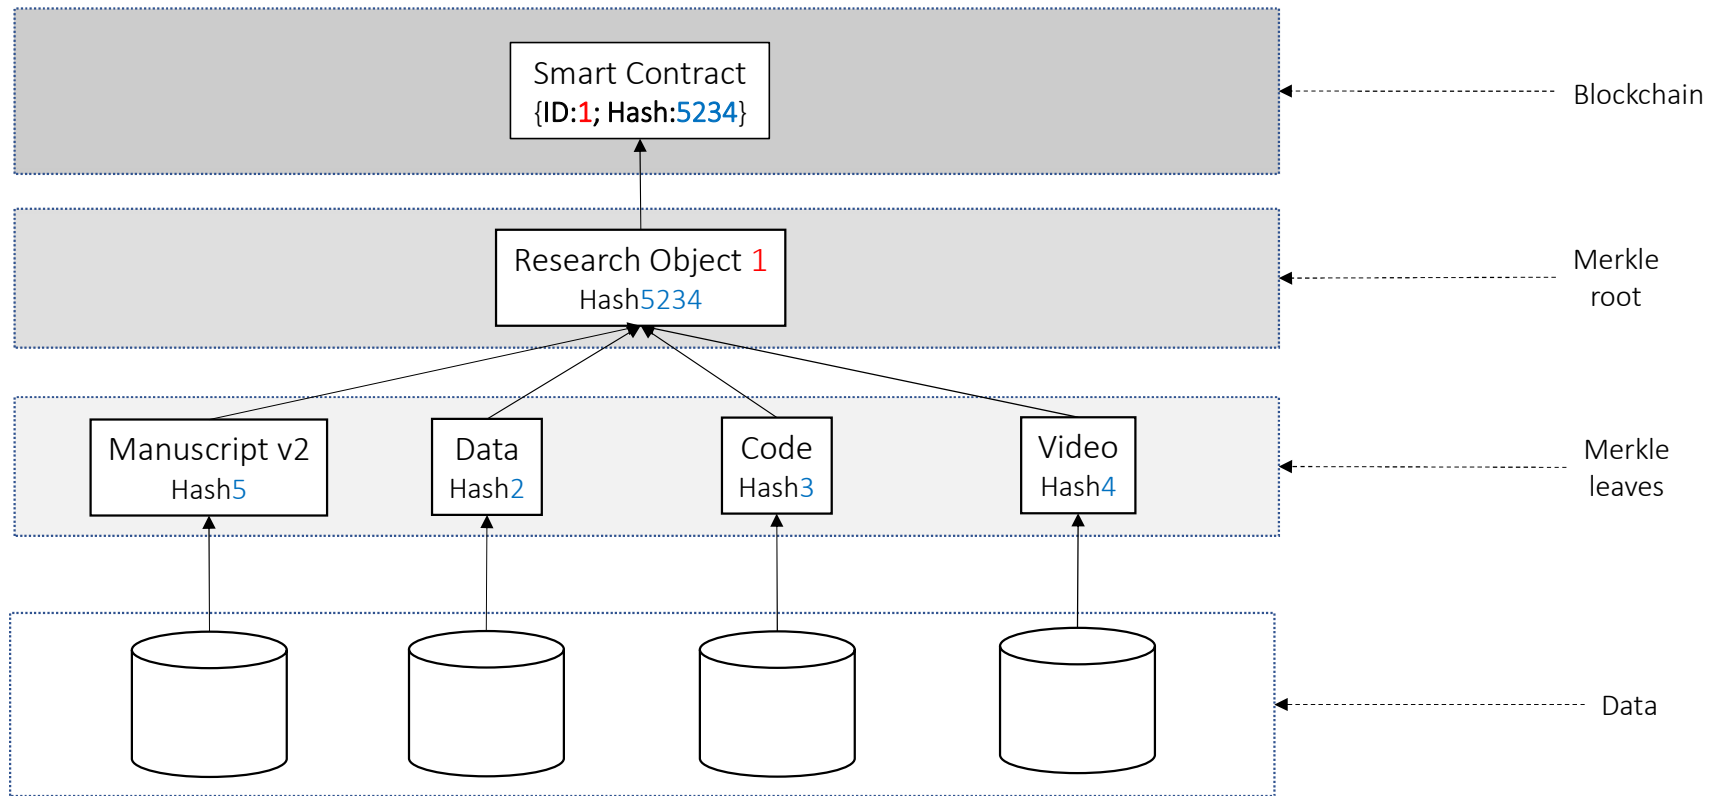 Smart Contract
{ID:1; Hash:5234}
Blockchain
Research Object 1
Hash5234
Merkle
root
Manuscript v2
Hash5
Data
Hash2
Code
Hash3
Video
Hash4
Merkle
leaves
Data